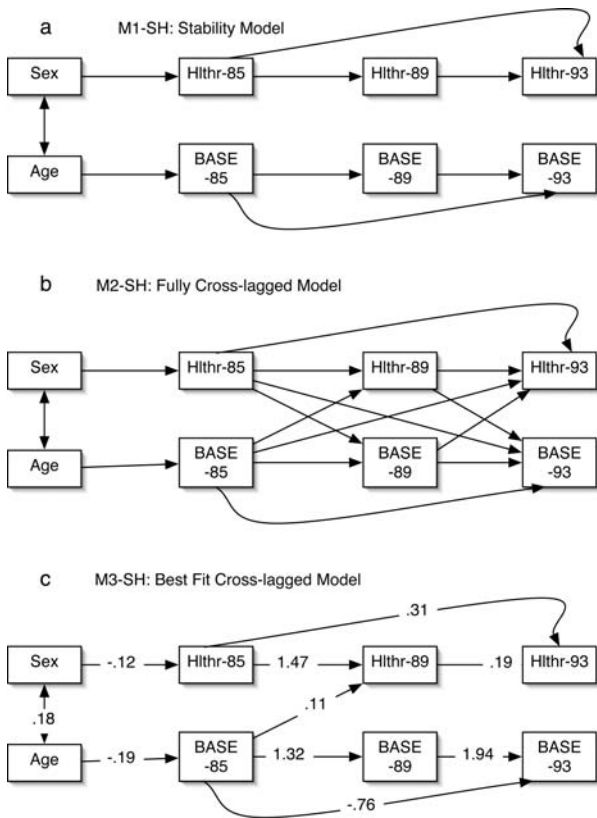 a M1-SH: Stability Model
Sex Hlthr-85 Hlthr-89 Hlthr-93
Age BASE BASE BASE
-85 -89 -93
b M2-SH: Fully Cross-lagged Model
Sex Hlthr-85 Hlthr-89 Hlthr-93
Age BASE BASE BASE
-85 -89 -93
c M3-SH: Best Fit Cross-lagged Model
.31
Sex -.12 Hlthr-85 1.47 Hlthr-89 .19 Hlthr-93
.18 .11
Age -.19 BASE 1.32 BASE 1.94 BASE
-85 -89 -93
-.76